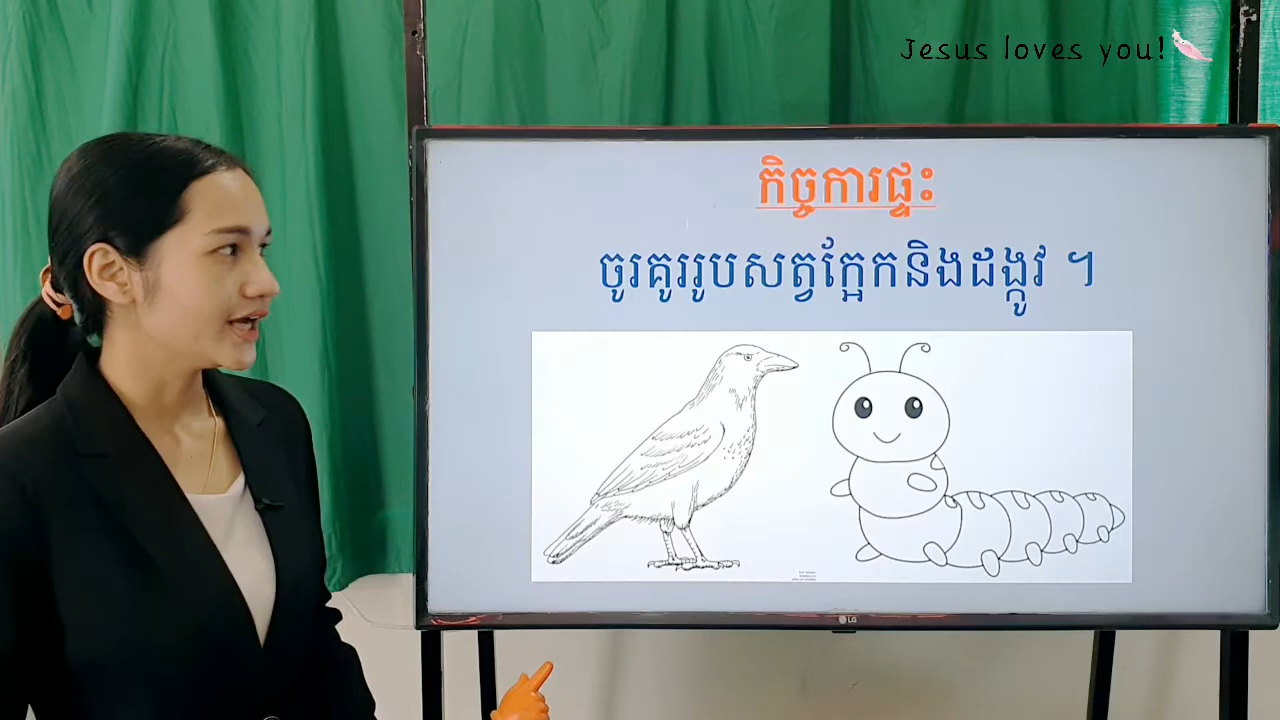 Jesus loves you!
កិច្ចការផ្ទះ
ចូរគូររូបសត្វក្អែកនិងដង្កូវ ។
LG